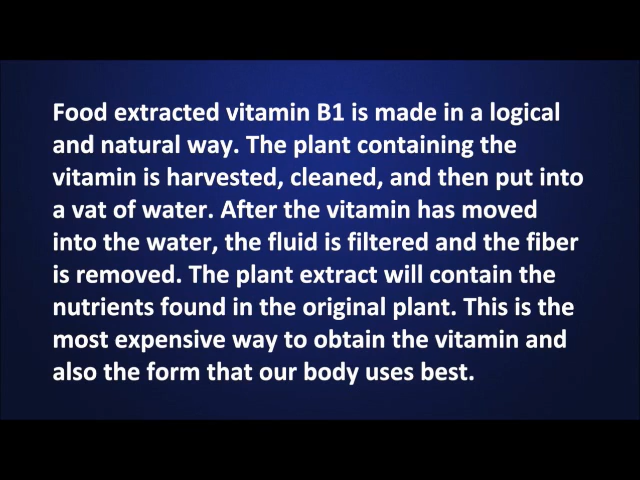 Food extracted vitamin B1 is made in a logical
and natural way. The plant containing the
vitamin is harvested, cleaned, and then put into
a vat of water. After the vitamin has moved
into the water, the fluid is filtered and the fiber
is removed. The plant extract will contain the
nutrients found in the original plant. This is the
most expensive way to obtain the vitamin and
also the form that our body uses best.